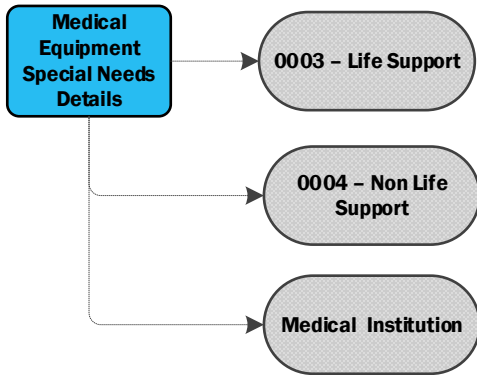 Medical
Equipment
Special Needs
Details
0003 – Life Support
0004 – Non Life
Support
Medical Institution